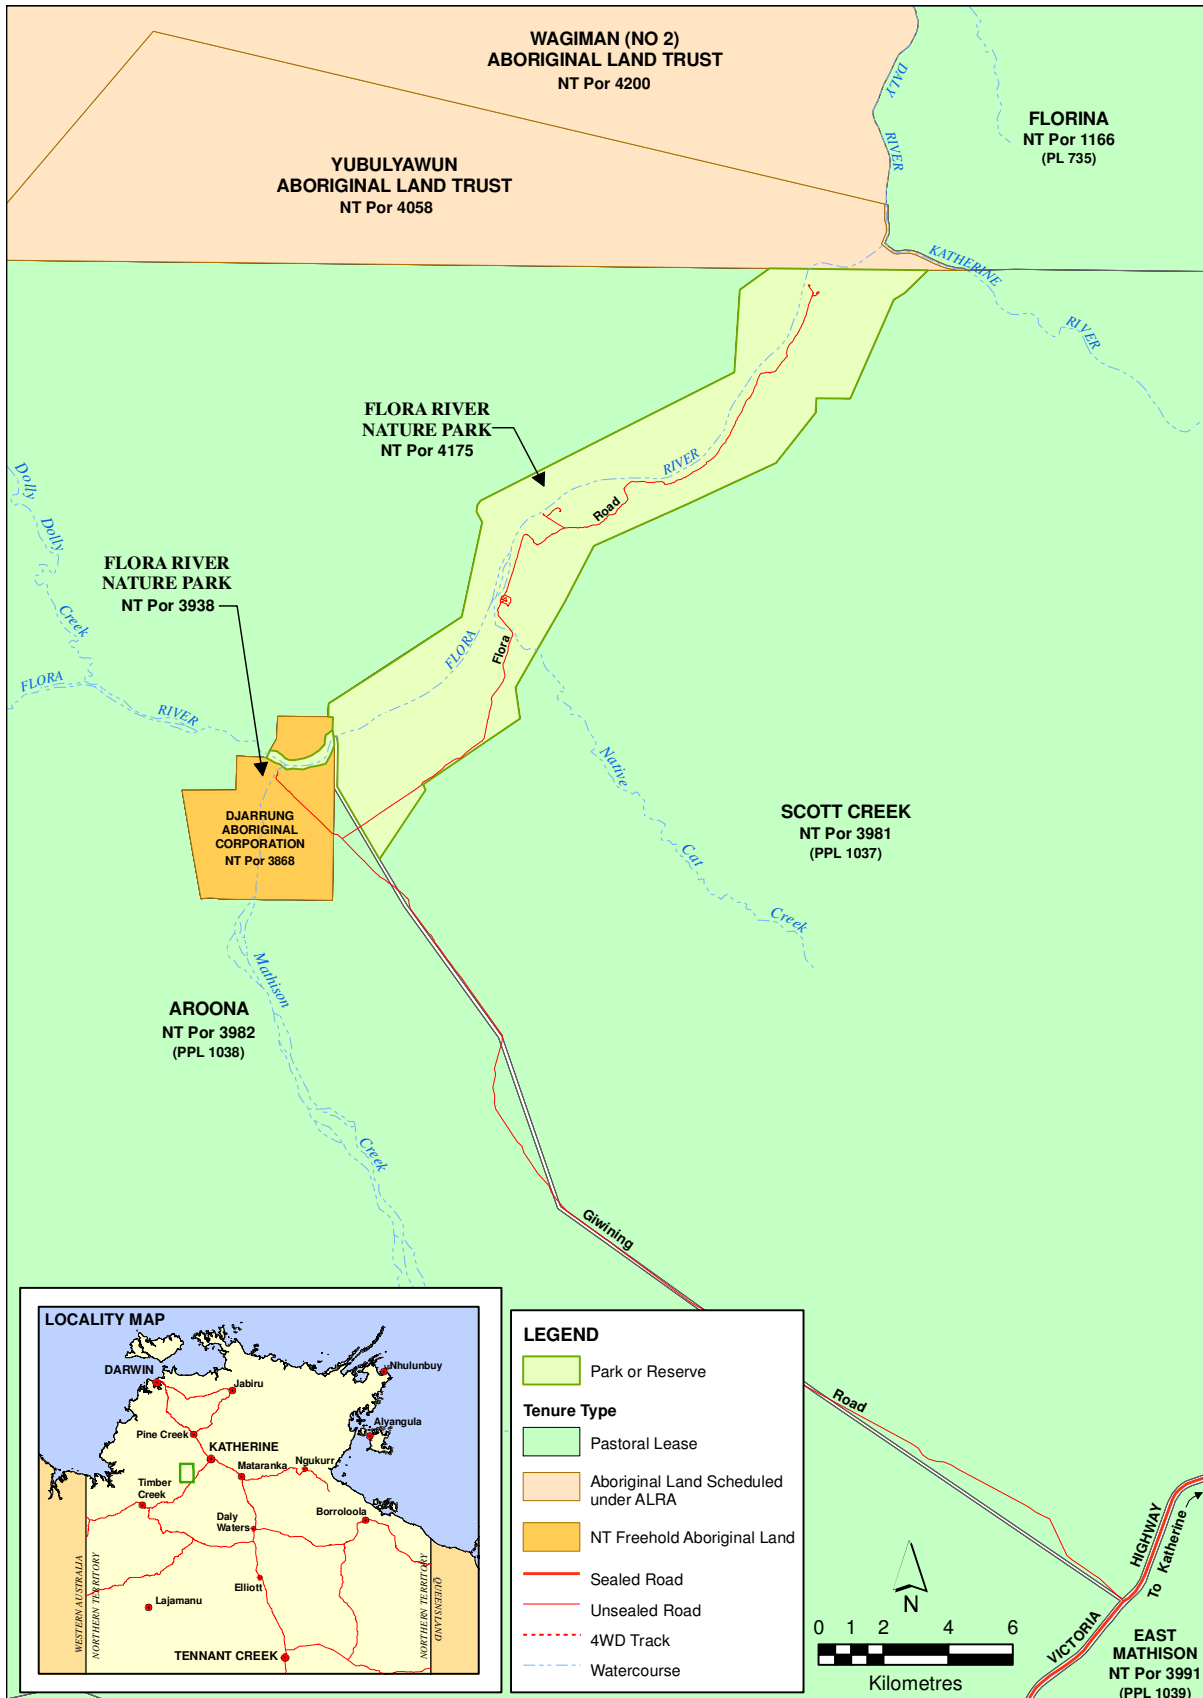 WAGIMAN (NO 2)
ABORIGINAL LAND TRUST
NT Por 4200
DALY
RIVER
FLORINA
NT Por 1166
(PL 735)
YUBULYAWUN
ABORIGINAL LAND TRUST
NT Por 4058
KATHERINE
RIVER
FLORA RIVER
NATURE PARK
NT Por 4175
RIVER
Road
Dolly
Dolly
Creek
FLORA RIVER
NATURE PARK
NT Por 3938
FLORA
Flora
FLORA
RIVER
Native
Cat
Creek
DJARRUNG
ABORIGINAL
CORPORATION
NT Por 3868
SCOTT CREEK
NT Por 3981
(PPL 1037)
Mathison
Creek
AROONA
NT Por 3982
(PPL 1038)
Giwining
Road
LOCALITY MAP
DARWIN
Jabiru
Nhulunbuy
Pine Creek
Alyangula
KATHERINE
Mataranka
Ngukurr
Timber
Creek
Daly
Waters
Borroloola
Elliott
Lajamanu
TENNANT CREEK
WESTERN AUSTRALIA
NORTHERN TERRITORY
NORTHERN TERRITORY
QUEENSLAND
LEGEND
Park or Reserve
Tenure Type
Pastoral Lease
Aboriginal Land Scheduled
under ALRA
NT Freehold Aboriginal Land
Sealed Road
Unsealed Road
4WD Track
Watercourse
N
0 1 2 4 6
Kilometres
VICTORIA
HIGHWAY
To Katherine
EAST
MATHISON
NT Por 3991
(PPL 1039)